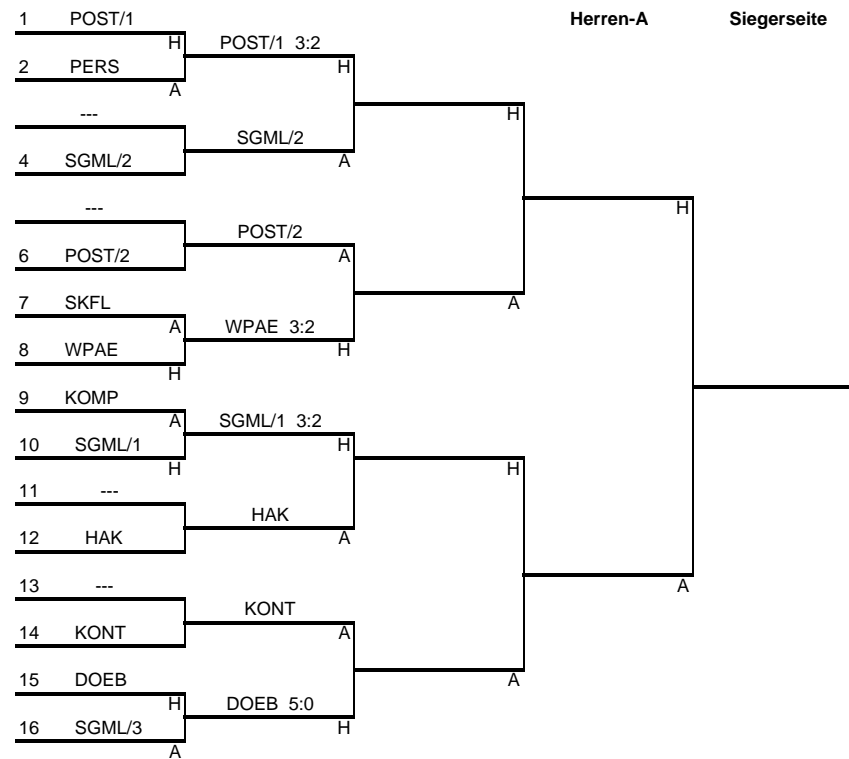 Herren-A Siegerseite
1 POST/1
H POST/1 3:2
2 PERS H
A
--- H
SGML/2
4 SGML/2 A
--- H
POST/2
6 POST/2 A
7 SKFL
A WPAE 3:2 A
8 WPAE H
H
9 KOMP
A SGML/1 3:2
10 SGML/1 H H
H
11 ---
HAK
12 HAK A
13 --- A
KONT
14 KONT A
15 DOEB A
H DOEB 5:0
16 SGML/3 H
A